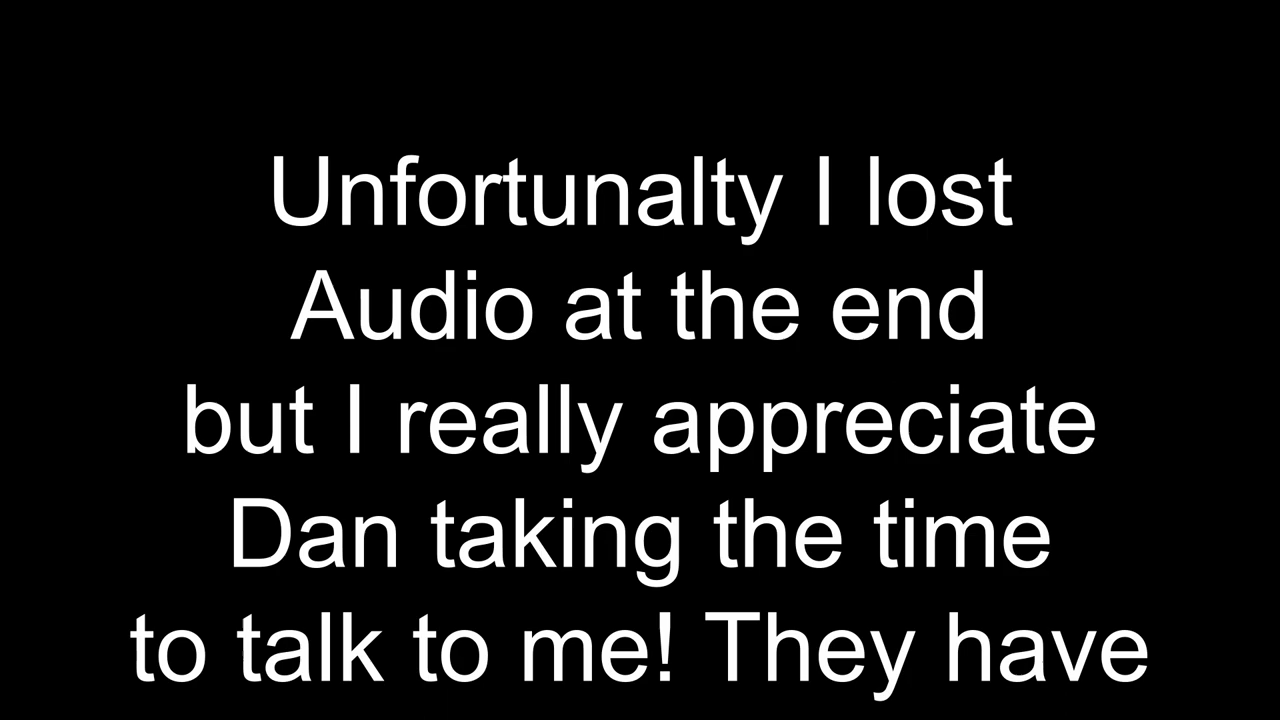 Unfortunalty I lost
Audio at the end
but I really appreciate
Dan taking the time
to talk to me! They have